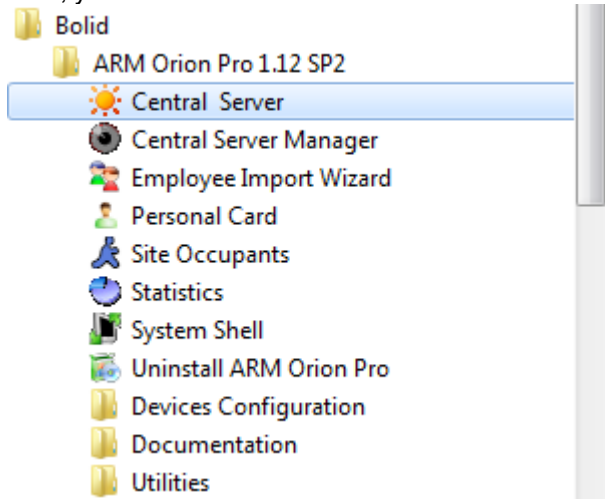 Bolid
ARM Orion Pro 1.12 SP2
Central Server
Central Server Manager
Employee Import Wizard
Personal Card
Site Occupants
Statistics
System Shell
Uninstall ARM Orion Pro
Devices Configuration
Documentation
Utilities